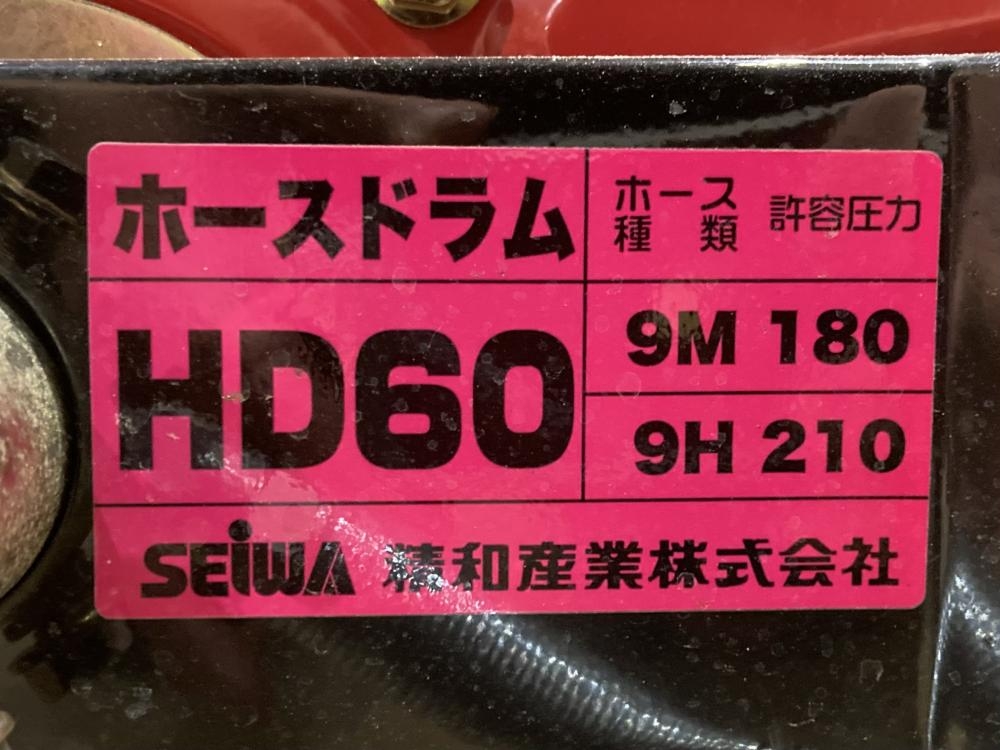 ホースドラム
ホース種類 許容圧力
HD60
9M 180
9H 210
SEIWA 精和産業株式会社